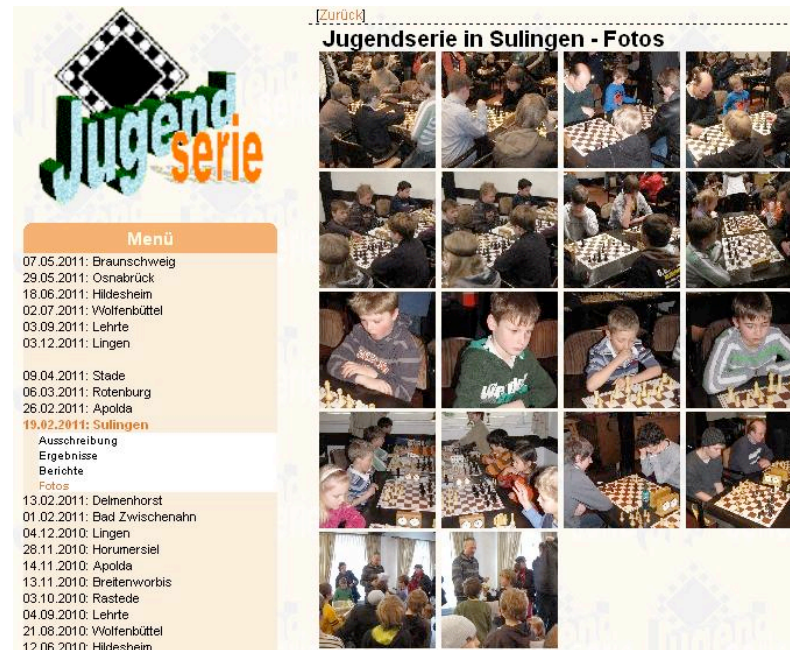 [Zurück]
Jugendserie in Sulingen - Fotos
Jugend
serie
Menü
07.05.2011: Braunschweig
29.05.2011: Osnabrück
18.06.2011: Hildesheim
02.07.2011: Wolfenbüttel
03.09.2011: Lehrte
03.12.2011: Lingen
09.04.2011: Stade
06.03.2011: Rotenburg
26.02.2011: Apolda
19.02.2011: Sulingen
Ausschreibung
Ergebnisse
Berichte
Fotos
13.02.2011: Delmenhorst
01.02.2011: Bad Zwischenahn
04.12.2010: Lingen
28.11.2010: Horumersiel
14.11.2010: Apolda
13.11.2010: Breitenworbis
03.10.2010: Rastede
04.09.2010: Lehrte
21.08.2010: Wolfenbüttel
12.06.2010: Hildesheim